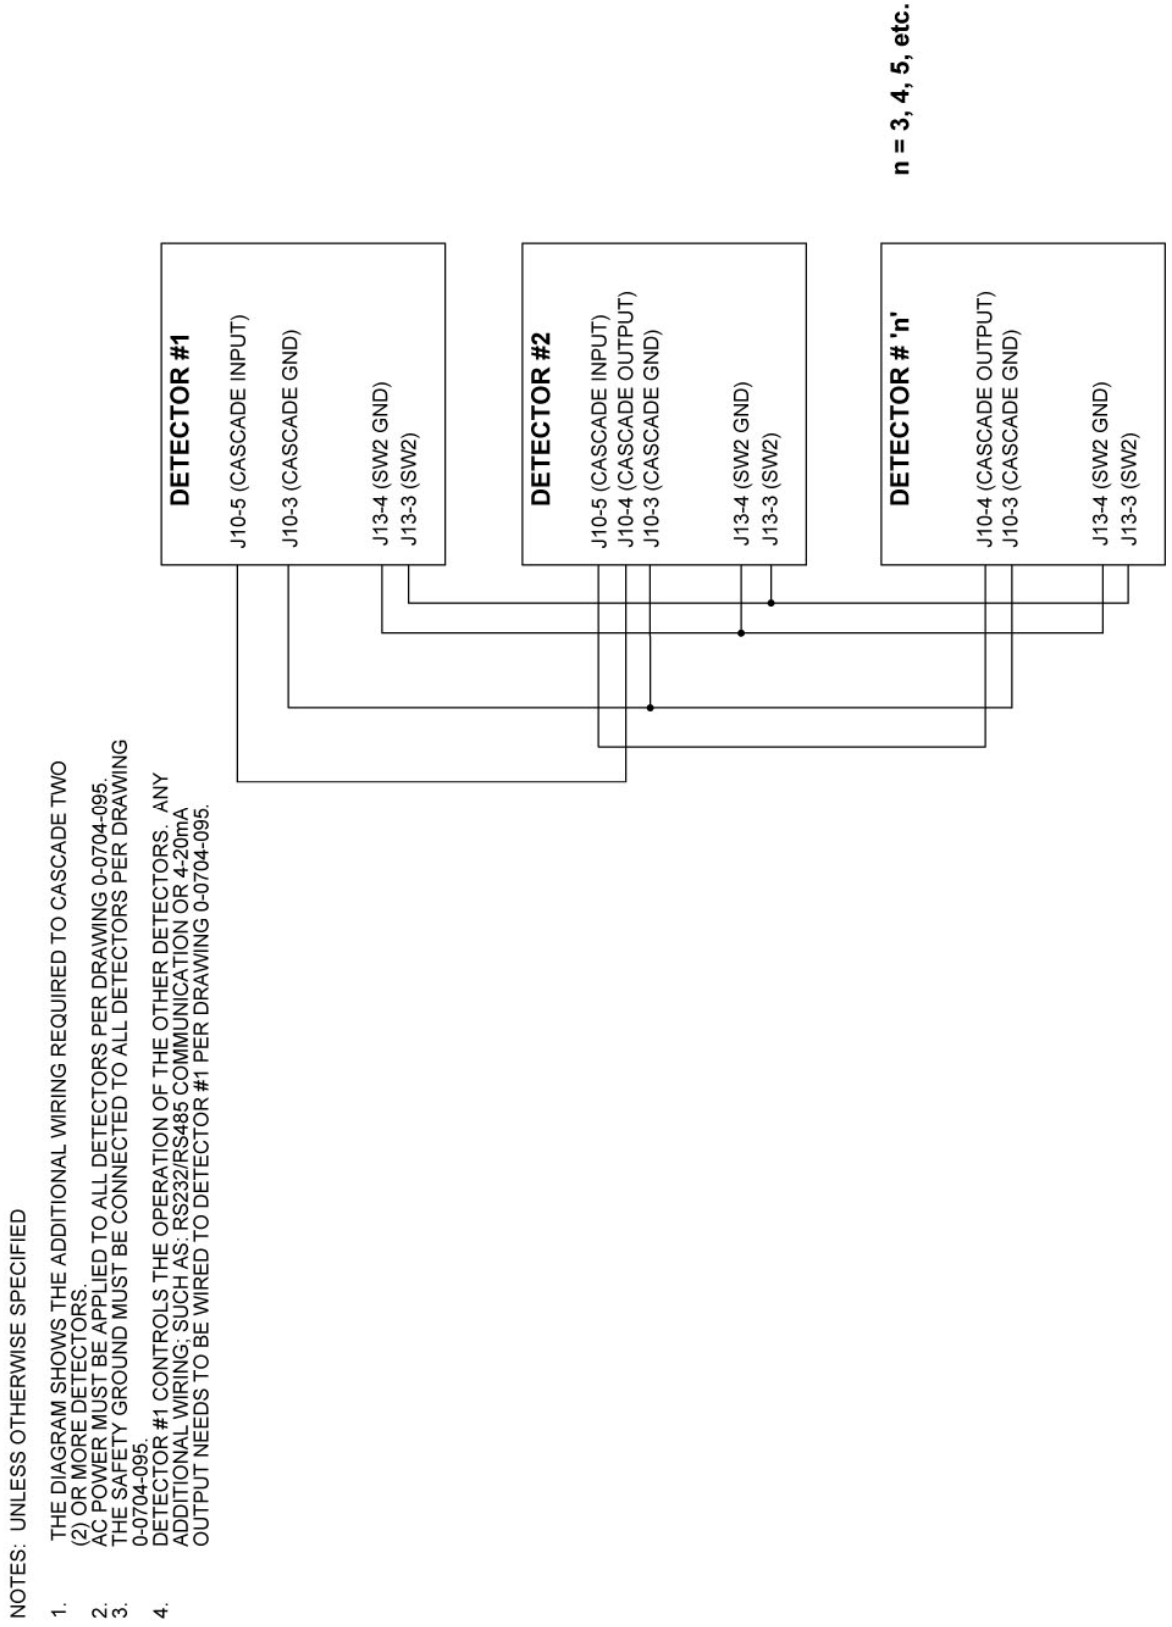 NOTES: UNLESS OTHERWISE SPECIFIED
1. THE DIAGRAM SHOWS THE ADDITIONAL WIRING REQUIRED TO CASCADE TWO
(2) OR MORE DETECTORS.
2. AC POWER MUST BE APPLIED TO ALL DETECTORS PER DRAWING 0-0704-095.
3. THE SAFETY GROUND MUST BE CONNECTED TO ALL DETECTORS PER DRAWING
0-0704-095.
4. DETECTOR #1 CONTROLS THE OPERATION OF THE OTHER DETECTORS. ANY
ADDITIONAL WIRING; SUCH AS: RS232/RS485 COMMUNICATION OR 4-20mA
OUTPUT NEEDS TO BE WIRED TO DETECTOR #1 PER DRAWING 0-0704-095.
DETECTOR #1
J10-5 (CASCADE INPUT)
J10-3 (CASCADE GND)
J13-4 (SW2 GND)
J13-3 (SW2)
DETECTOR #2
J10-5 (CASCADE INPUT)
J10-4 (CASCADE OUTPUT)
J10-3 (CASCADE GND)
J13-4 (SW2 GND)
J13-3 (SW2)
DETECTOR # 'n'
n = 3, 4, 5, etc.
J10-4 (CASCADE OUTPUT)
J10-3 (CASCADE GND)
J13-4 (SW2 GND)
J13-3 (SW2)